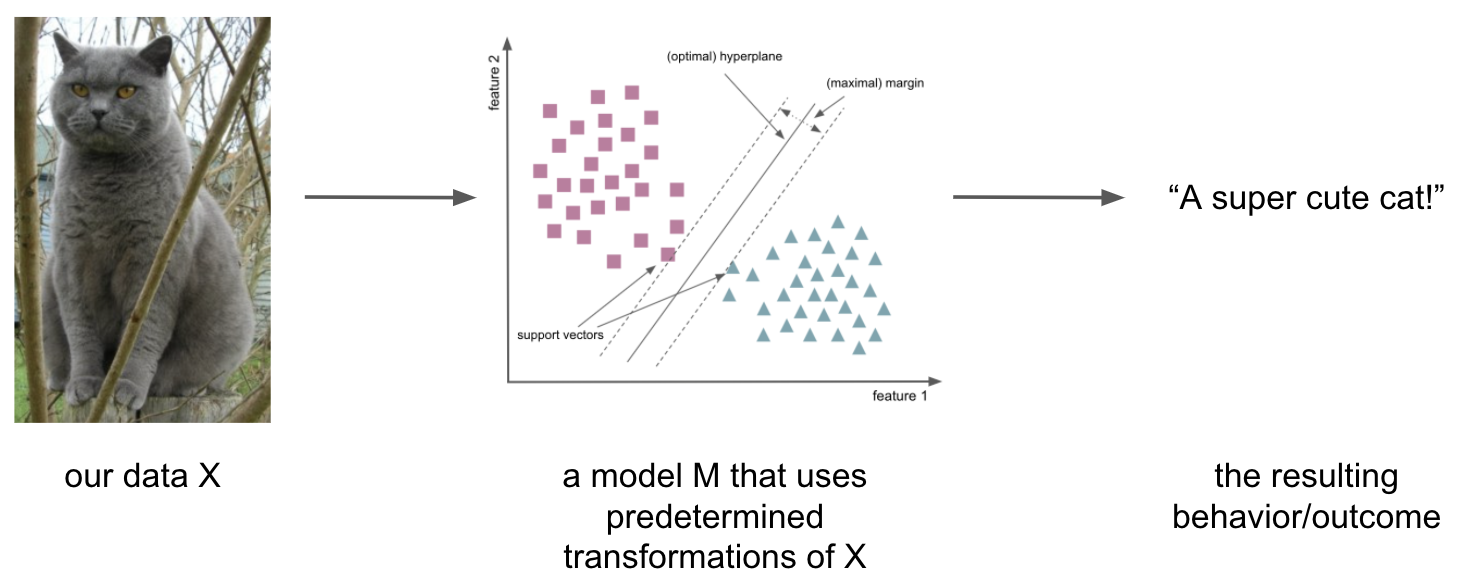 (optimal) hyperplane
(maximal) margin
feature 2
support vectors
feature 1
“A super cute cat!”
our data X
a model M that uses
predetermined
transformations of X
the resulting
behavior/outcome